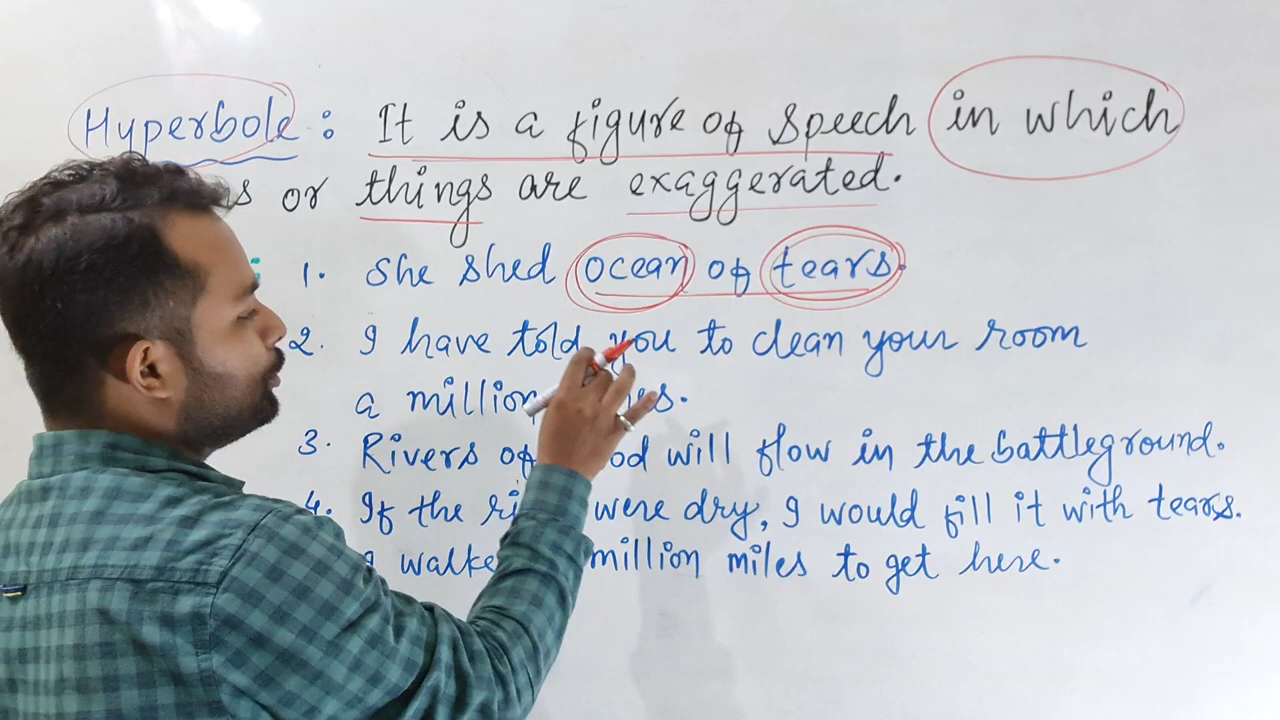 Hyperbole : It is a figure of speech in which
or things are exaggerated.
1. She shed ocean of tears.
2. I have told you to clean your room
a million
3. Rivers of will flow in the battleground.
4. If the were dry, I would fill it with tears.
I million miles to get here.